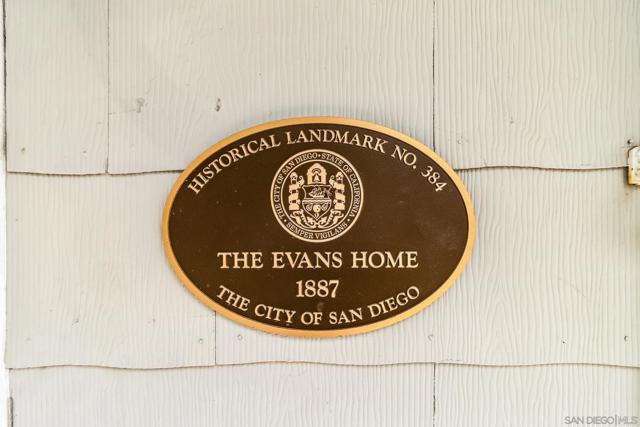 HISTORICAL LANDMARK NO. 384
THE CITY OF SAN DIEGO • STATE OF CALIFORNIA
• SEMPER VIGILANS •
THE EVANS HOME
1887
THE CITY OF SAN DIEGO
SAN DIEGO|MLS